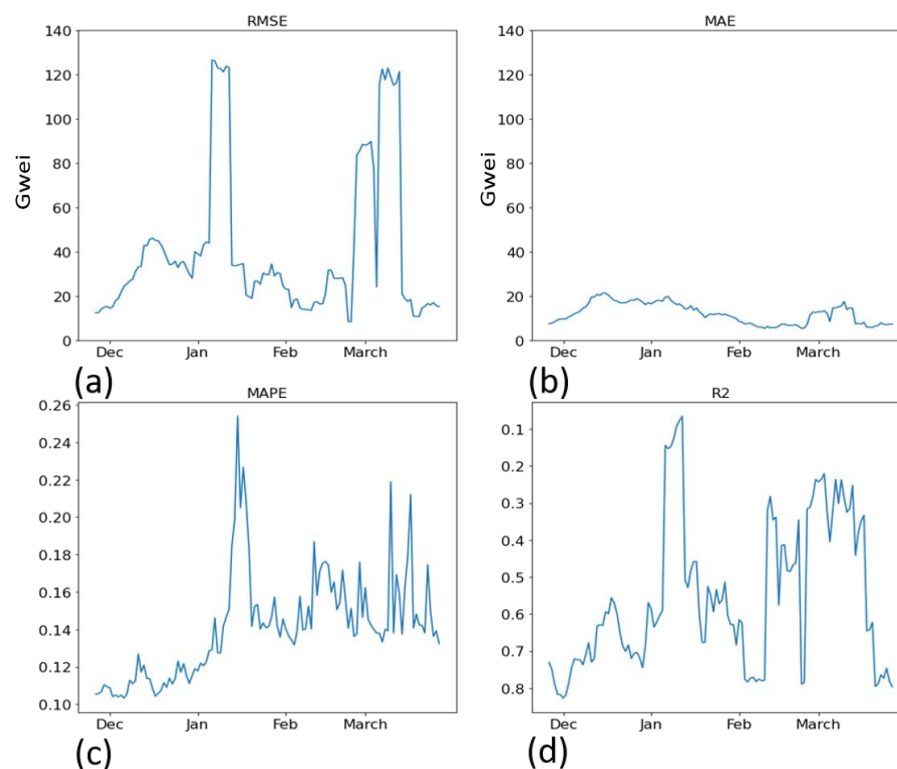 RMSE
140
120
100
80
60
40
20
0
Gwei
Dec Jan Feb March
(a)
MAE
140
120
100
80
60
40
20
0
Gwei
Dec Jan Feb March
(b)
MAPE
0.26
0.24
0.22
0.20
0.18
0.16
0.14
0.12
0.10
Dec Jan Feb March
(c)
R2
0.1
0.2
0.3
0.4
0.5
0.6
0.7
0.8
Dec Jan Feb March
(d)